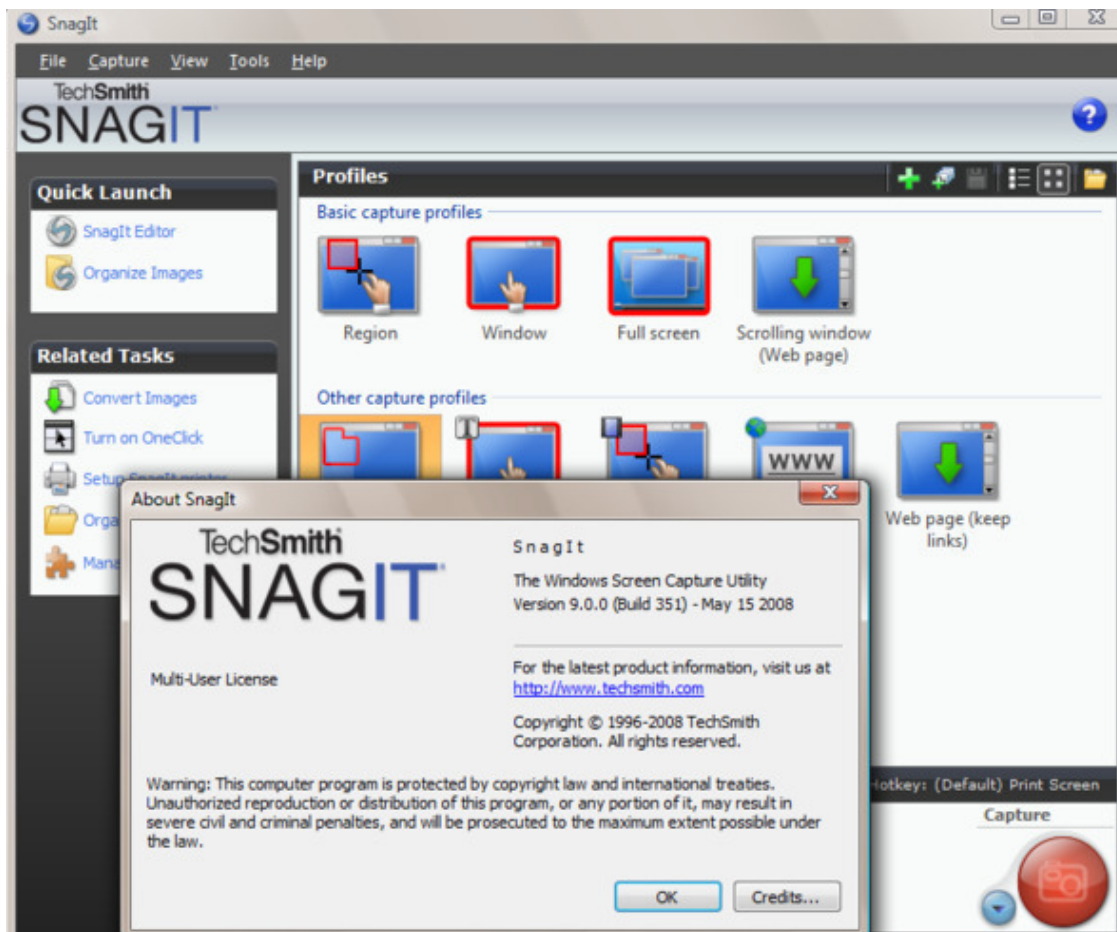 SnagIt
File Capture View Tools Help
TechSmith
SNAGIT
?
Quick Launch
SnagIt Editor
Organize Images
Related Tasks
Convert Images
Turn on OneClick
Setup SnagIt printer
Orga
Mana
Profiles
Basic capture profiles
Region
Window
Full screen
Scrolling window
(Web page)
Other capture profiles
T
www
Web page (keep
links)
About SnagIt
TechSmith
SNAGIT
Multi-User License
SnagIt
The Windows Screen Capture Utility
Version 9.0.0 (Build 351) - May 15 2008
For the latest product information, visit us at
http://www.techsmith.com
Copyright © 1996-2008 TechSmith
Corporation. All rights reserved.
Warning: This computer program is protected by copyright law and international treaties.
Unauthorized reproduction or distribution of this program, or any portion of it, may result in
severe civil and criminal penalties, and will be prosecuted to the maximum extent possible under
the law.
OK
Credits...
Hotkey: (Default) Print Screen
Capture